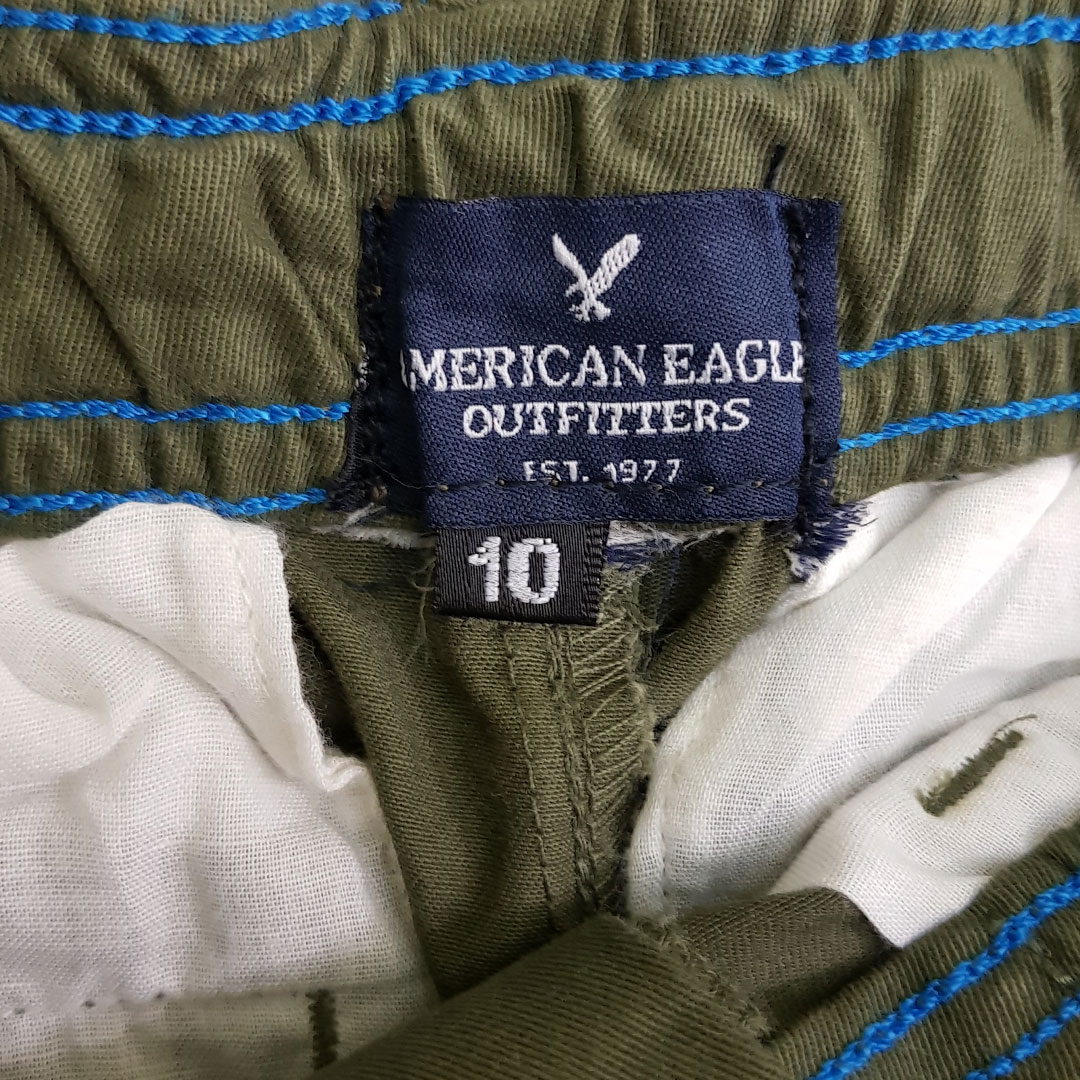 AMERICAN EAGLE
OUTFITTERS
EST. 1977
10